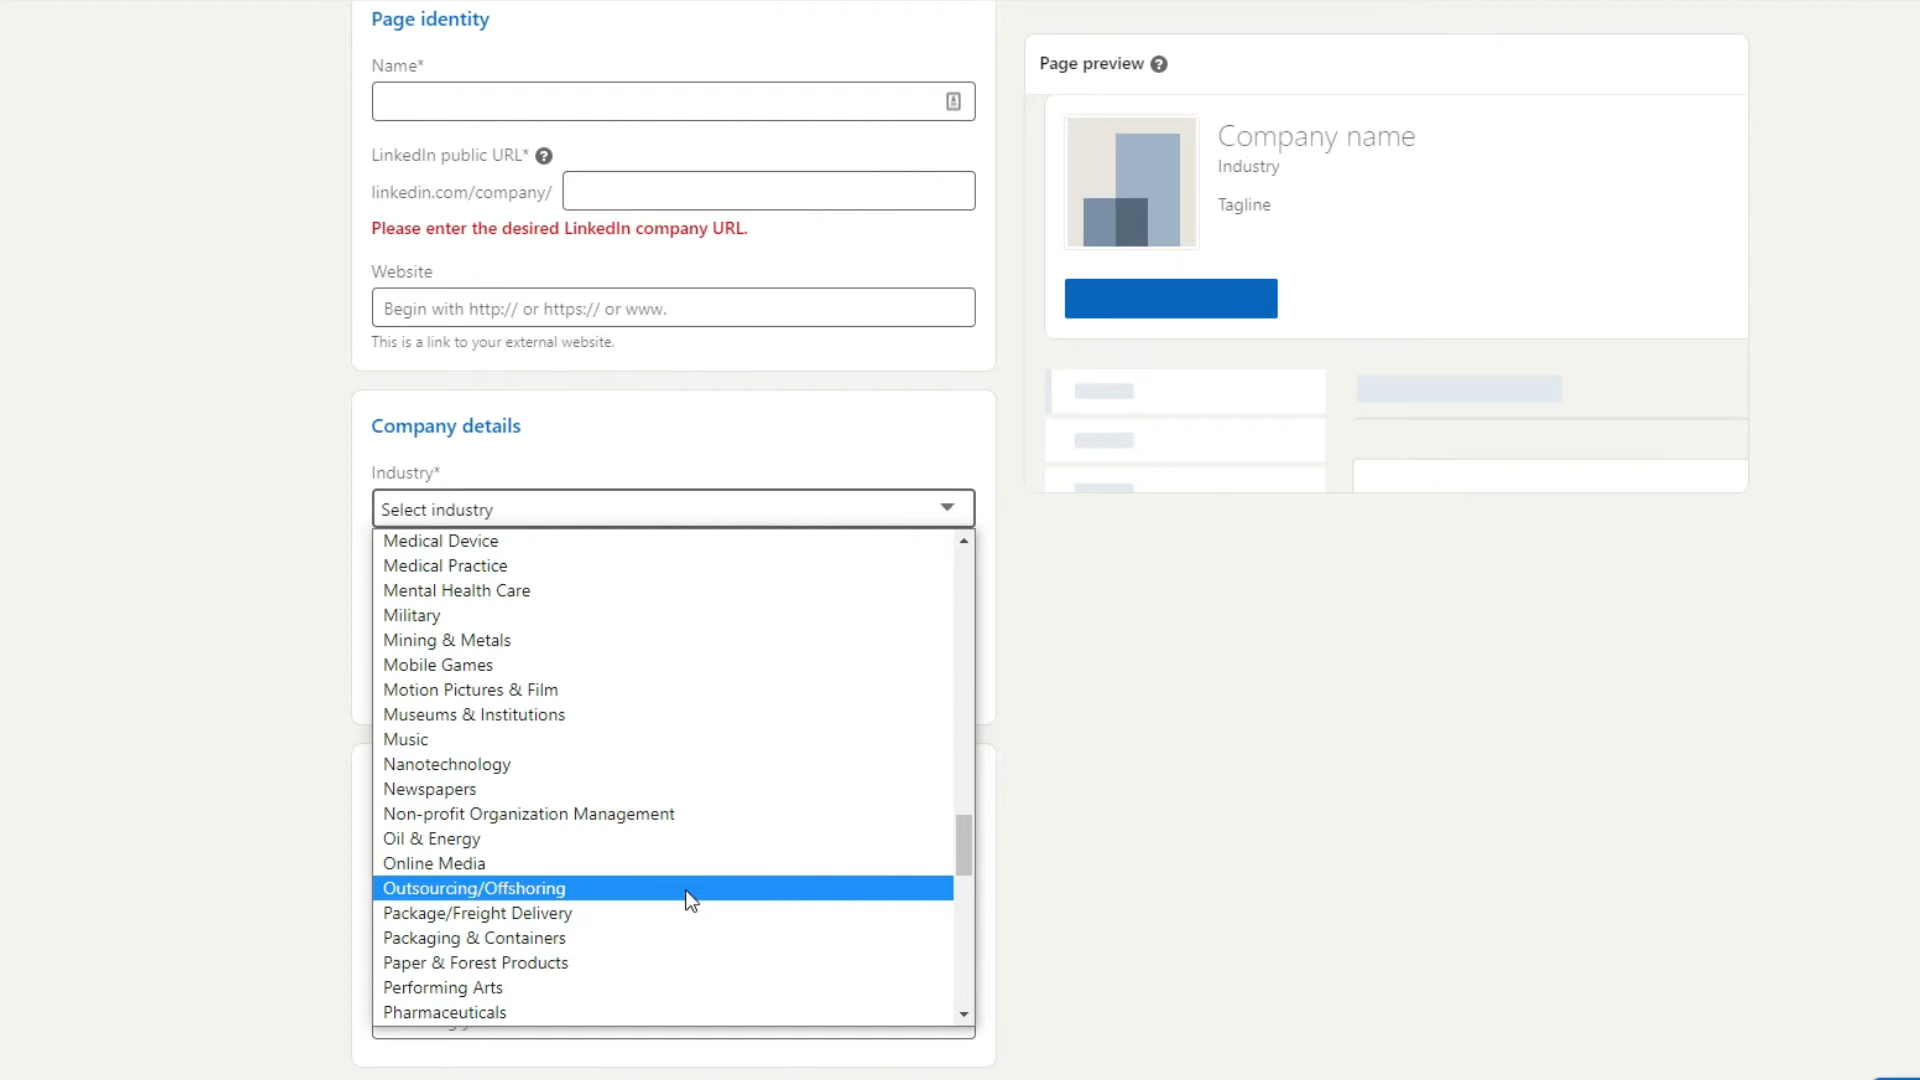 Page identity
Name*
LinkedIn public URL*
linkedin.com/company/
Please enter the desired LinkedIn company URL.
Website
Begin with http:// or https:// or www.
This is a link to your external website.
Company details
Industry*
Select industry
Medical Device
Medical Practice
Mental Health Care
Military
Mining & Metals
Mobile Games
Motion Pictures & Film
Museums & Institutions
Music
Nanotechnology
Newspapers
Non-profit Organization Management
Oil & Energy
Online Media
Outsourcing/Offshoring
Package/Freight Delivery
Packaging & Containers
Paper & Forest Products
Performing Arts
Pharmaceuticals
Page preview
Company name
Industry
Tagline